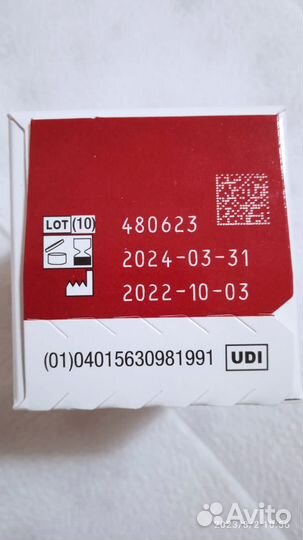 LOT (10) 480623
2024-03-31
2022-10-03
(01)04015630981991 UDI
Avito